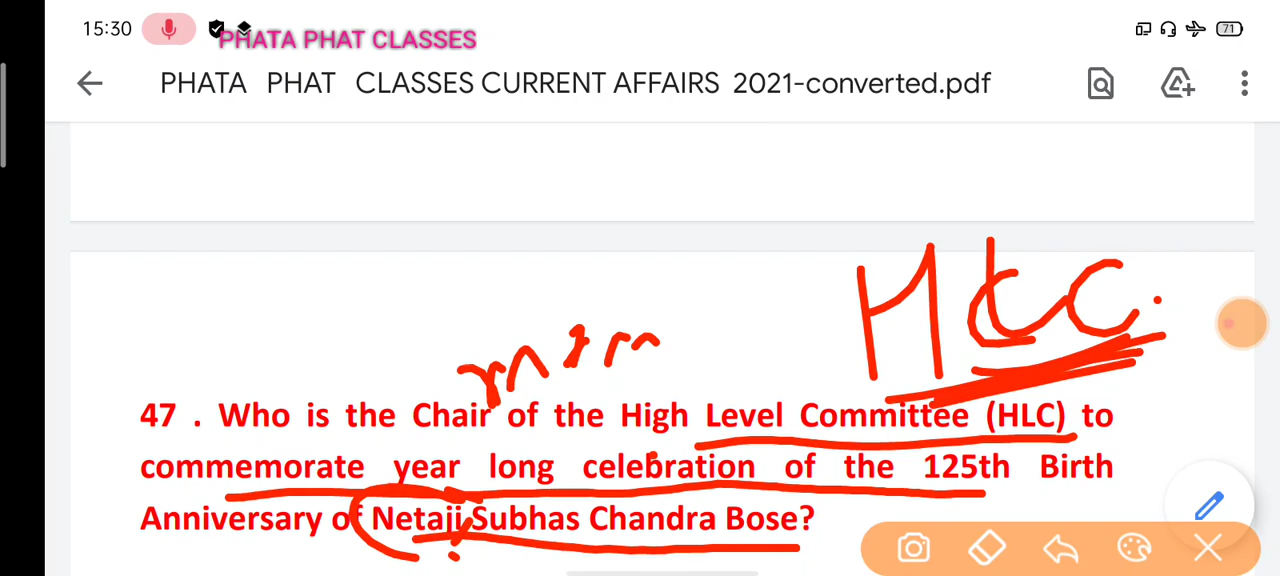 15:30
PHATA PHAT CLASSES
71
PHATA PHAT CLASSES CURRENT AFFAIRS 2021-converted.pdf
HLC.
47 . Who is the Chair of the High Level Committee (HLC) to
commemorate year long celebration of the 125th Birth
Anniversary of Netaji Subhas Chandra Bose?